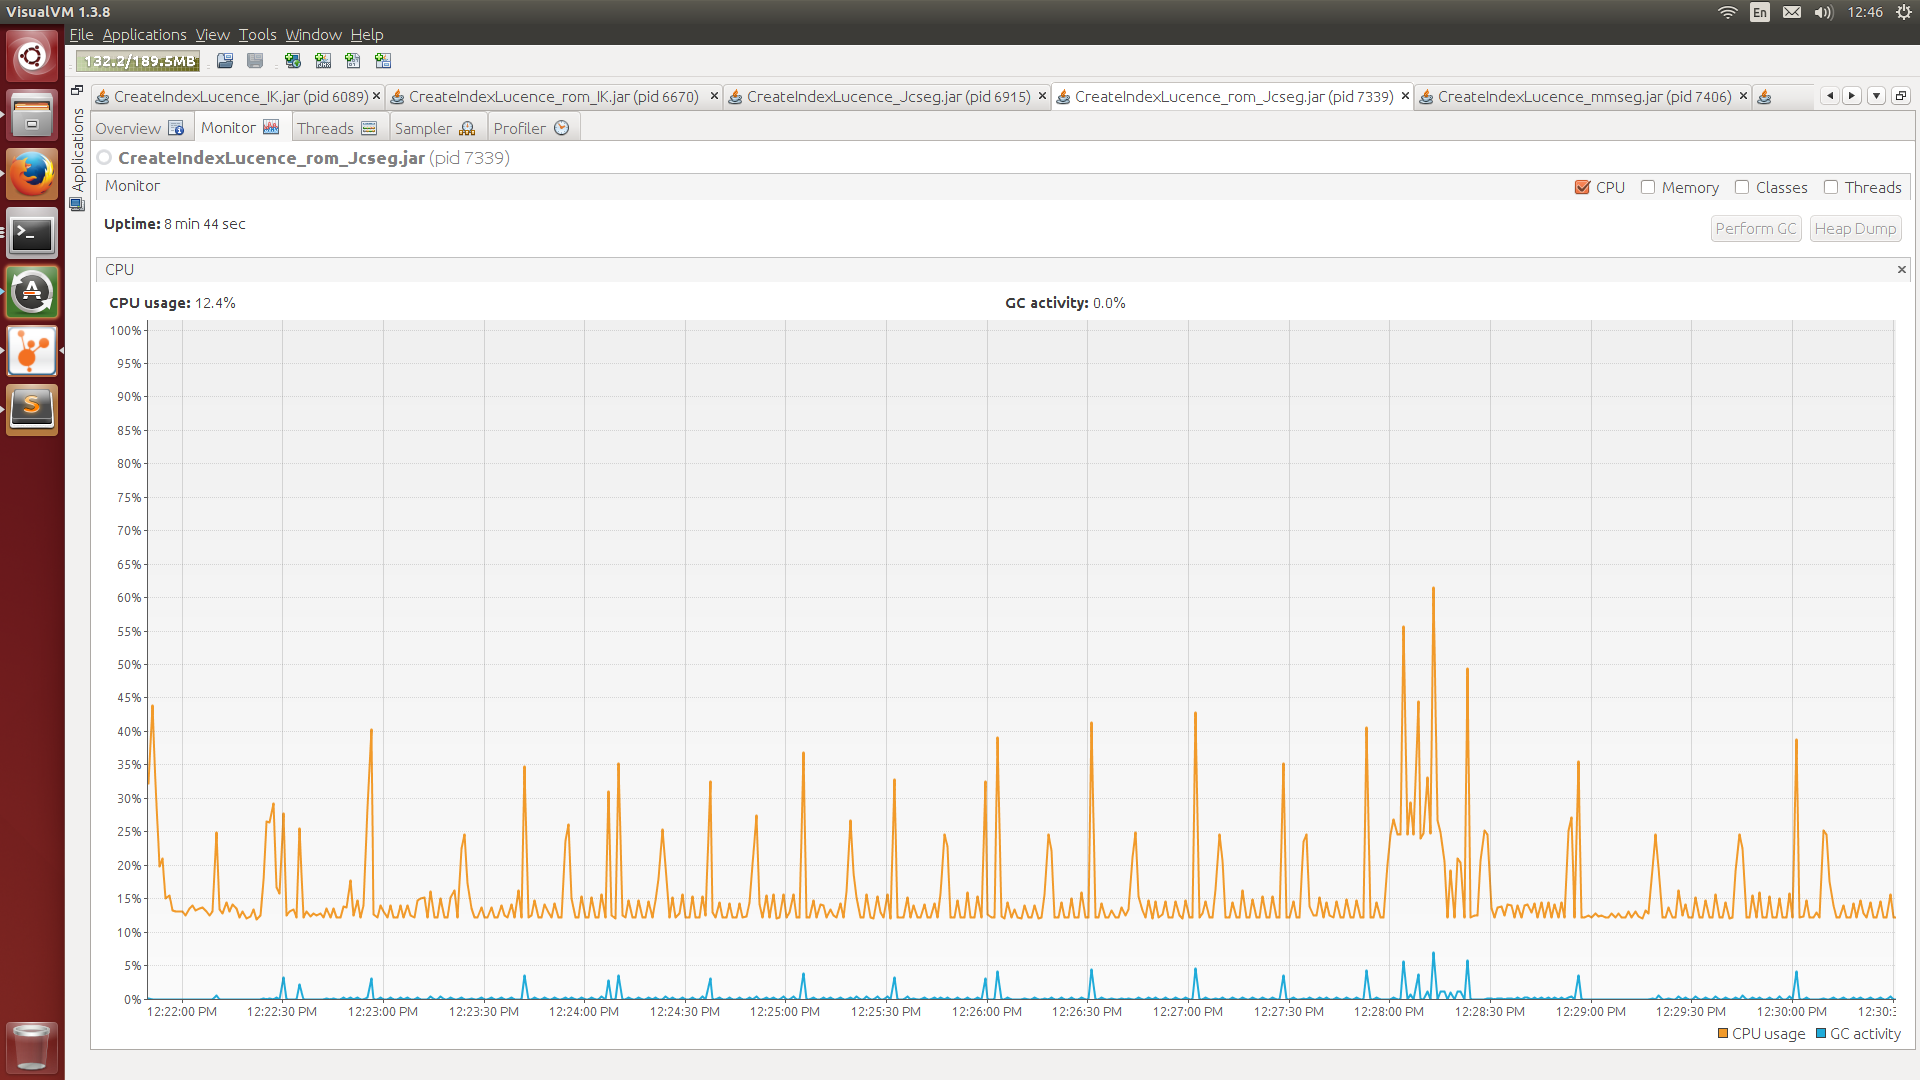 VisualVM 1.3.8
En
12:46
File Applications View Tools Window Help
132.2/189.5MB
Applications
CreateIndexLucence_IK.jar (pid 6089)
CreateIndexLucence_rom_IK.jar (pid 6670)
CreateIndexLucence_Jcseg.jar (pid 6915)
CreateIndexLucence_rom_Jcseg.jar (pid 7339)
CreateIndexLucence_mmseg.jar (pid 7406)
Overview
Monitor
Threads
Sampler
Profiler
CreateIndexLucence_rom_Jcseg.jar (pid 7339)
Monitor
CPU
Memory
Classes
Threads
Uptime: 8 min 44 sec
Perform GC
Heap Dump
CPU
CPU usage: 12.4%
GC activity: 0.0%
100%
95%
90%
85%
80%
75%
70%
65%
60%
55%
50%
45%
40%
35%
30%
25%
20%
15%
10%
5%
0%
12:22:00 PM
12:22:30 PM
12:23:00 PM
12:23:30 PM
12:24:00 PM
12:24:30 PM
12:25:00 PM
12:25:30 PM
12:26:00 PM
12:26:30 PM
12:27:00 PM
12:27:30 PM
12:28:00 PM
12:28:30 PM
12:29:00 PM
12:29:30 PM
12:30:00 PM
12:30:3
CPU usage
GC activity